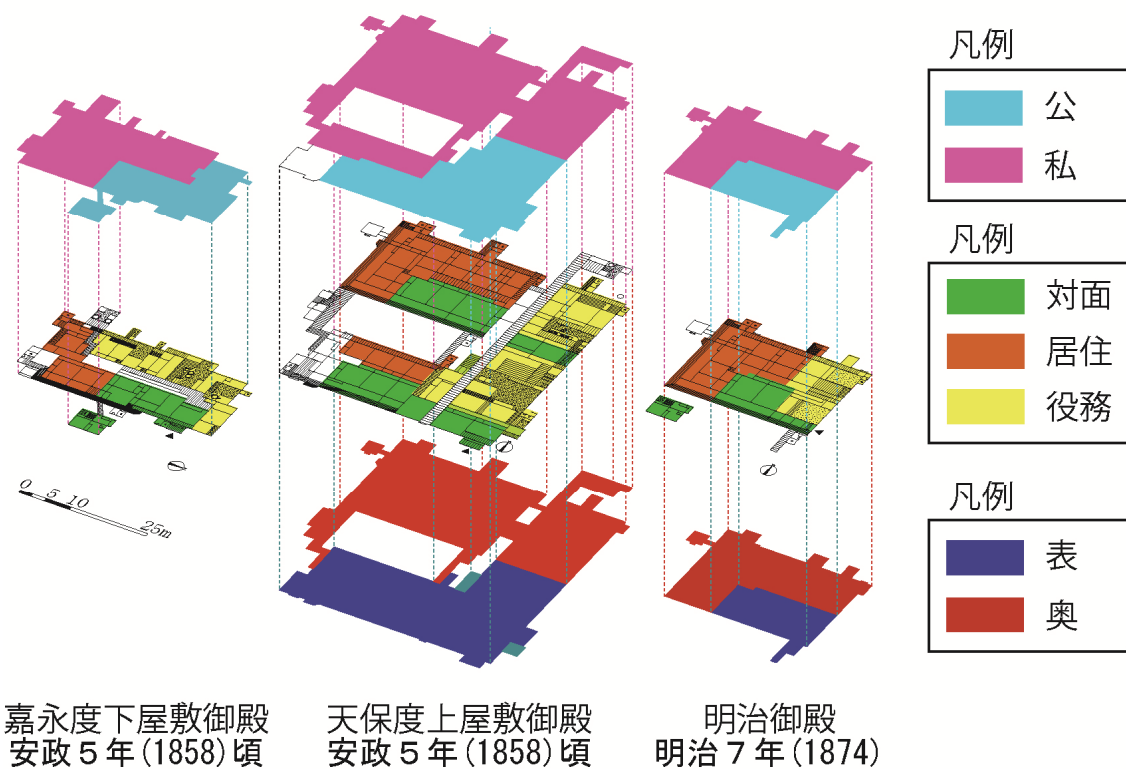 凡例
公
私
凡例
対面
居住
役務
凡例
表
奥
0 5 10 25m
嘉永度下屋敷御殿
安政5年(1858)頃
天保度上屋敷御殿
安政5年(1858)頃
明治御殿
明治7年(1874)